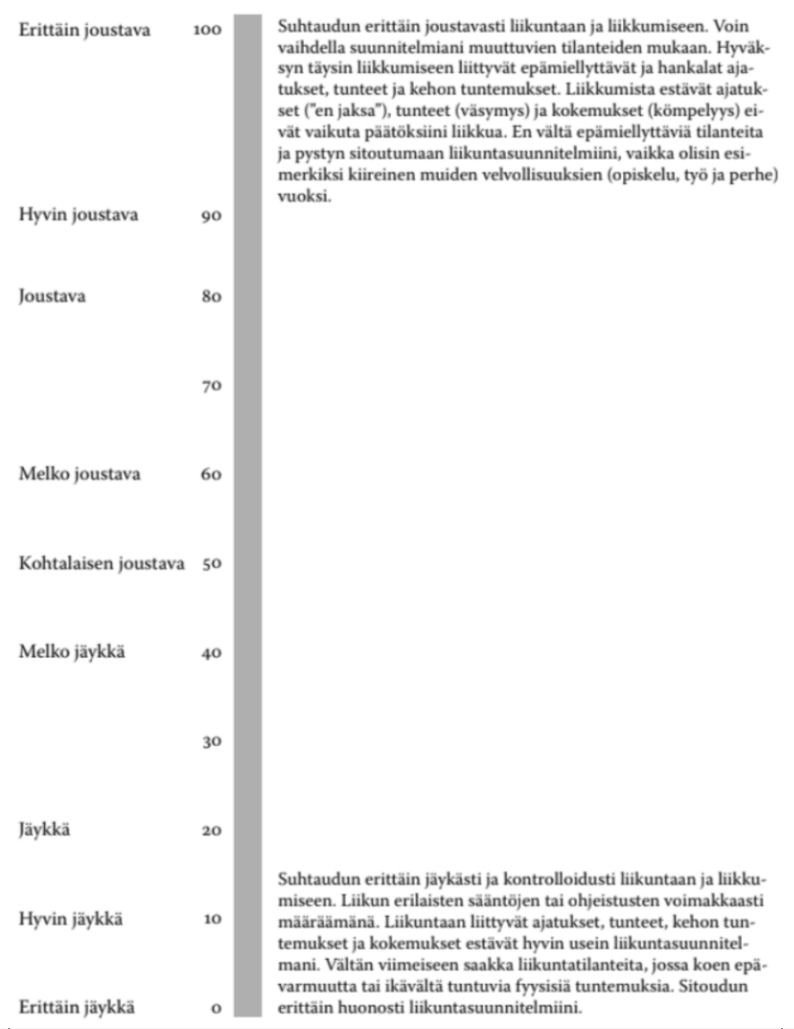 Erittäin joustava 100
Suhtaudun erittäin joustavasti liikuntaan ja liikkumiseen. Voin
vaihdella suunnitelmiani muuttuvien tilanteiden mukaan. Hyväk-
syn täysin liikkumiseen liittyvät epämiellyttävät ja hankalat aja-
tukset, tunteet ja kehon tuntemukset. Liikkumista estävät ajatuk-
set ("en jaksa"), tunteet (väsymys) ja kokemukset (kömpelyys) ei-
vät vaikuta päätöksiini liikkua. En vältä epämiellyttäviä tilanteita
ja pystyn sitoutumaan liikuntasuunnitelmiini, vaikka olisin esi-
merkiksi kiireinen muiden velvollisuuksien (opiskelu, työ ja perhe)
vuoksi.
Hyvin joustava 90
Joustava 80
70
Melko joustava 60
Kohtalaisen joustava 50
Melko jäykkä 40
30
Jäykkä 20
Suhtaudun erittäin jäykästi ja kontrolloidusti liikuntaan ja liikku-
miseen. Liikun erilaisten sääntöjen tai ohjeistusten voimakkaasti
määräämänä. Liikuntaan liittyvät ajatukset, tunteet, kehon tun-
temukset ja kokemukset estävät hyvin usein liikuntasuunnitel-
mani. Vältän viimeiseen saakka liikuntatilanteita, jossa koen epä-
varmuutta tai ikävältä tuntuvia fyysisiä tuntemuksia. Sitoudun
erittäin huonosti liikuntasuunnitelmiini.
Hyvin jäykkä 10
Erittäin jäykkä 0